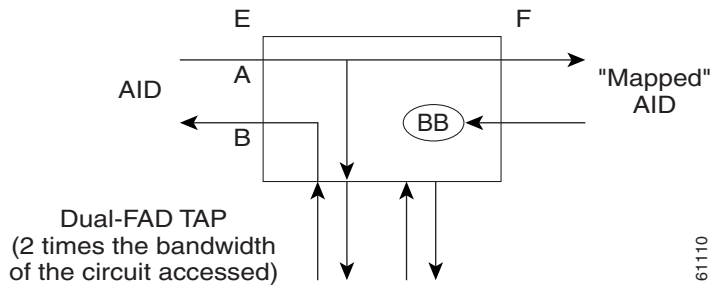 E
F
A
AID
"Mapped"
AID
BB
B
Dual-FAD TAP
(2 times the bandwidth
of the circuit accessed)
61110